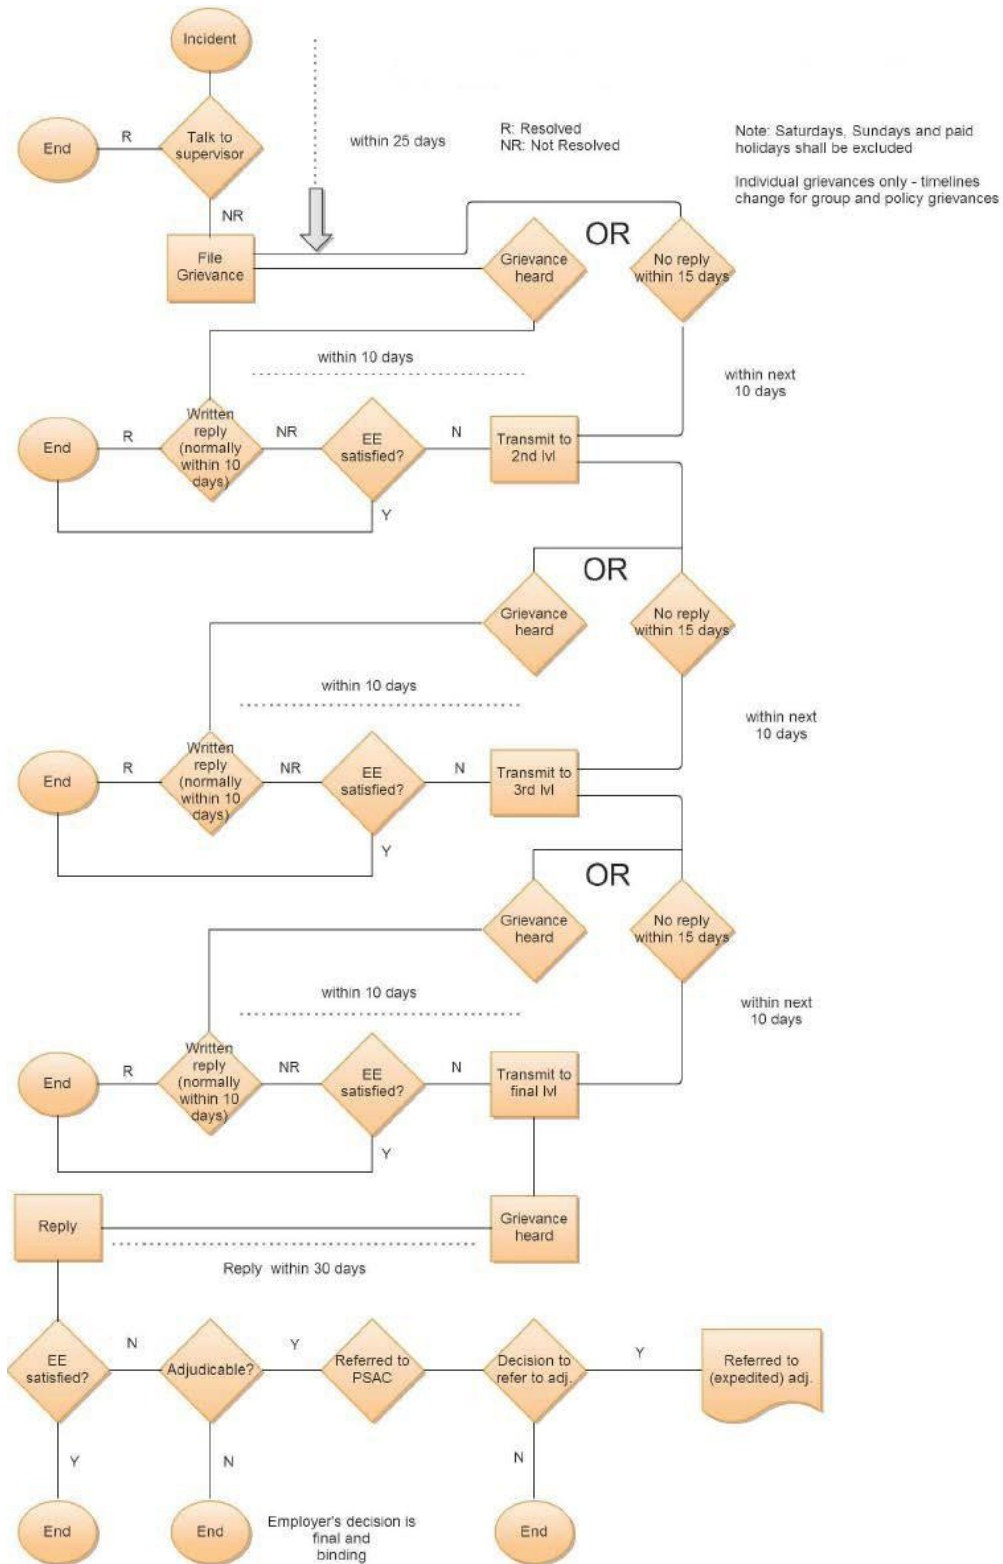 Incident
End
R
Talk to
supervisor
within 25 days
R: Resolved
NR: Not Resolved
Note: Saturdays, Sundays and paid
holidays shall be excluded
Individual grievances only - timelines
change for group and policy grievances
NR
File
Grievance
Grievance
heard
OR
No reply
within 15 days
within 10 days
within next
10 days
End
R
Written
reply
(normally
within 10
days)
NR
EE
satisfied?
N
Transmit to
2nd lvl
Y
OR
Grievance
heard
No reply
within 15 days
within 10 days
within next
10 days
End
R
Written
reply
(normally
within 10
days)
NR
EE
satisfied?
N
Transmit to
3rd lvl
Y
OR
Grievance
heard
No reply
within 15 days
within 10 days
within next
10 days
End
R
Written
reply
(normally
within 10
days)
NR
EE
satisfied?
N
Transmit to
final lvl
Y
Reply
Grievance
heard
Reply within 30 days
EE
satisfied?
N
Adjudicable?
Y
Referred to
PSAC
Decision to
refer to adj.
Y
Referred to
(expedited) adj.
Y
N
N
End
End
Employer's decision is
final and
binding
End